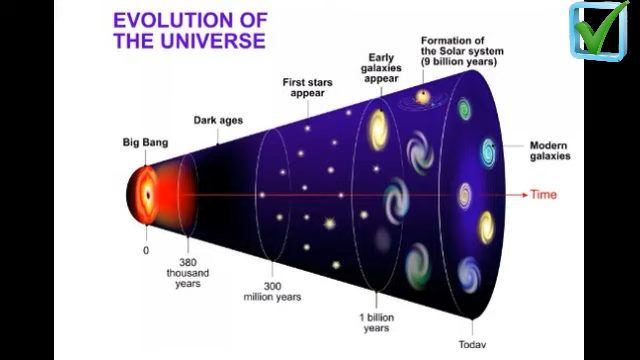 EVOLUTION OF
THE UNIVERSE
Formation of
the Solar system
(9 billion years)
Early
galaxies
appear
First stars
appear
Dark ages
Big Bang
Modern
galaxies
Time
0
380
thousand
years
300
million years
1 billion
years
Today